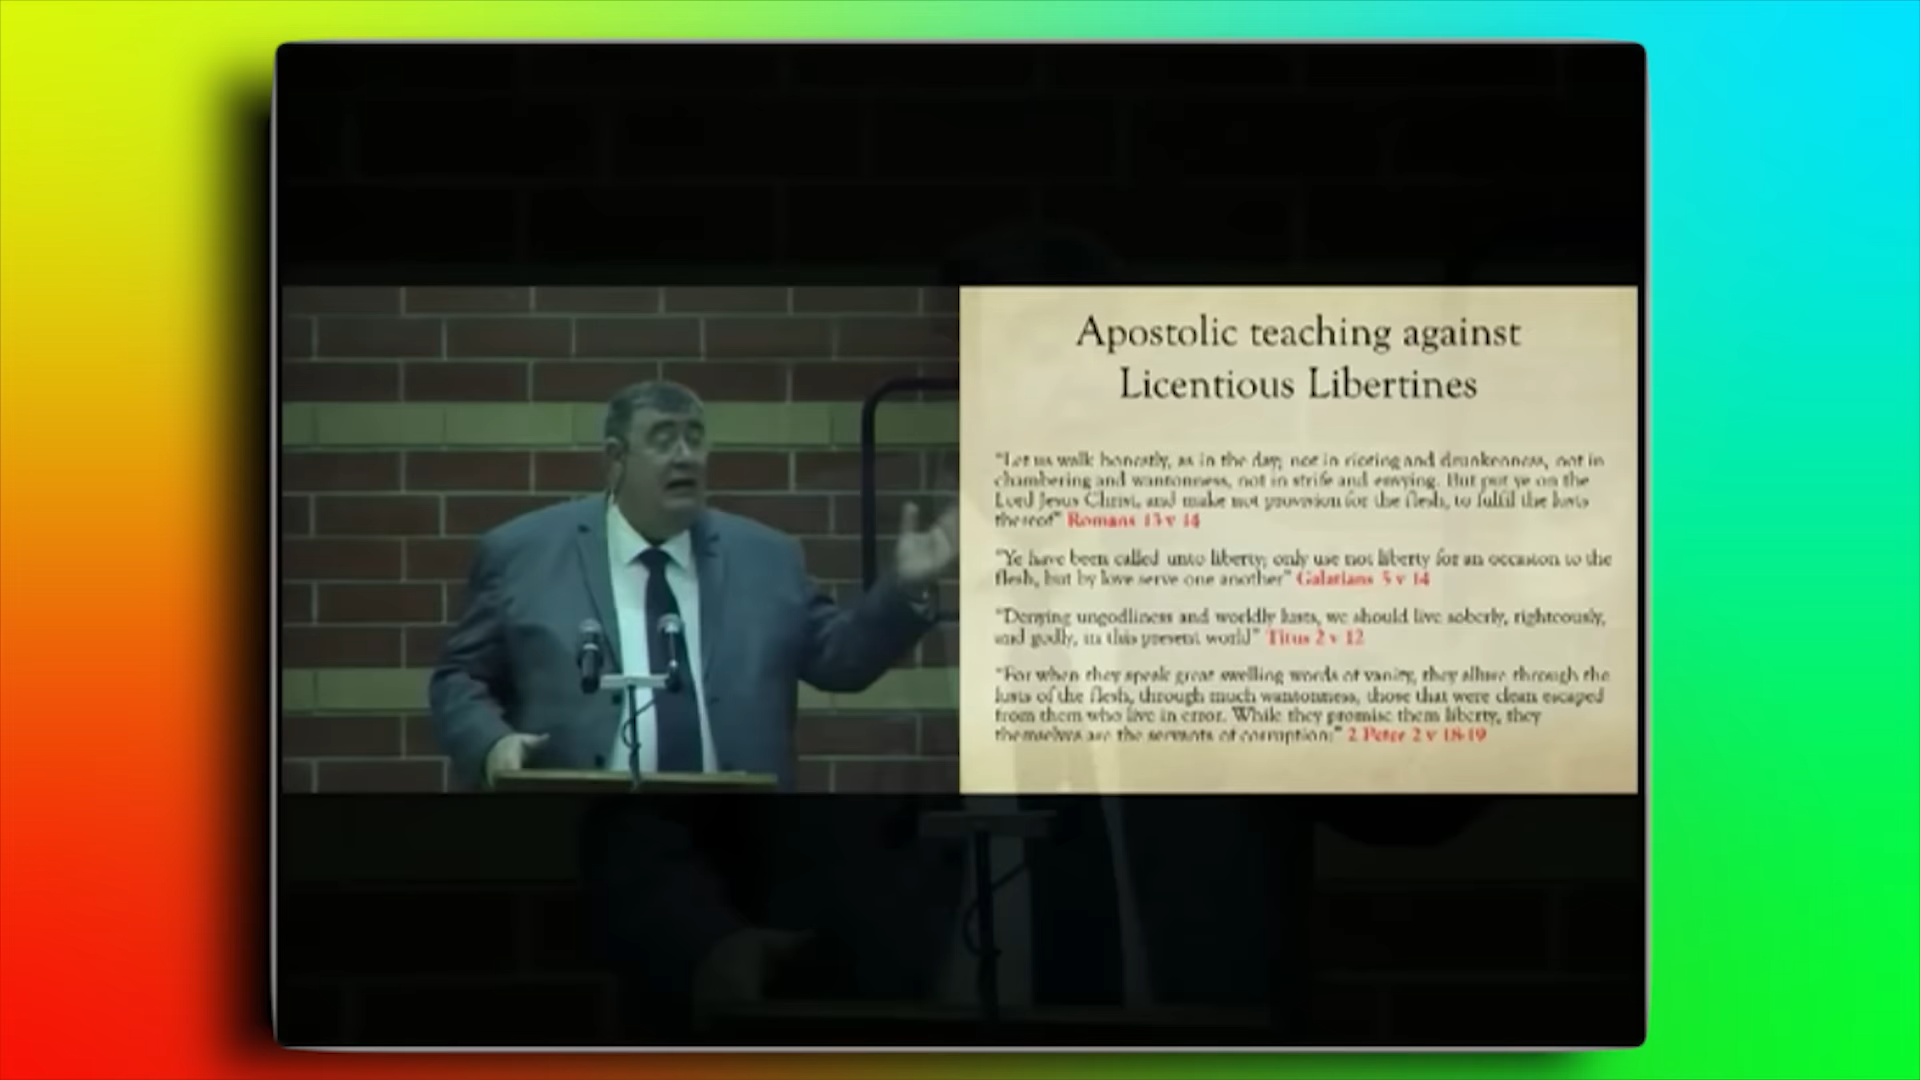 Apostolic teaching against
Licentious Libertines
"Let us walk honestly, as in the day; not in rioting and drunkenness, not in
chambering and wantonness, not in strife and envying. But put ye on the
Lord Jesus Christ, and make not provision for the flesh, to fulfil the lusts
thereof" Romans 13 v 14
"Ye have been called unto liberty; only use not liberty for an occasion to the
flesh, but by love serve one another" Galatians 5 v 14
"Denying ungodliness and worldly lusts, we should live soberly, righteously,
and godly, in this present world" Titus 2 v 12
"For when they speak great swelling words of vanity, they allure through the
lusts of the flesh, through much wantonness, those that were clean escaped
from them who live in error. While they promise them liberty, they
themselves are the servants of corruption:" 2 Peter 2 v 18-19